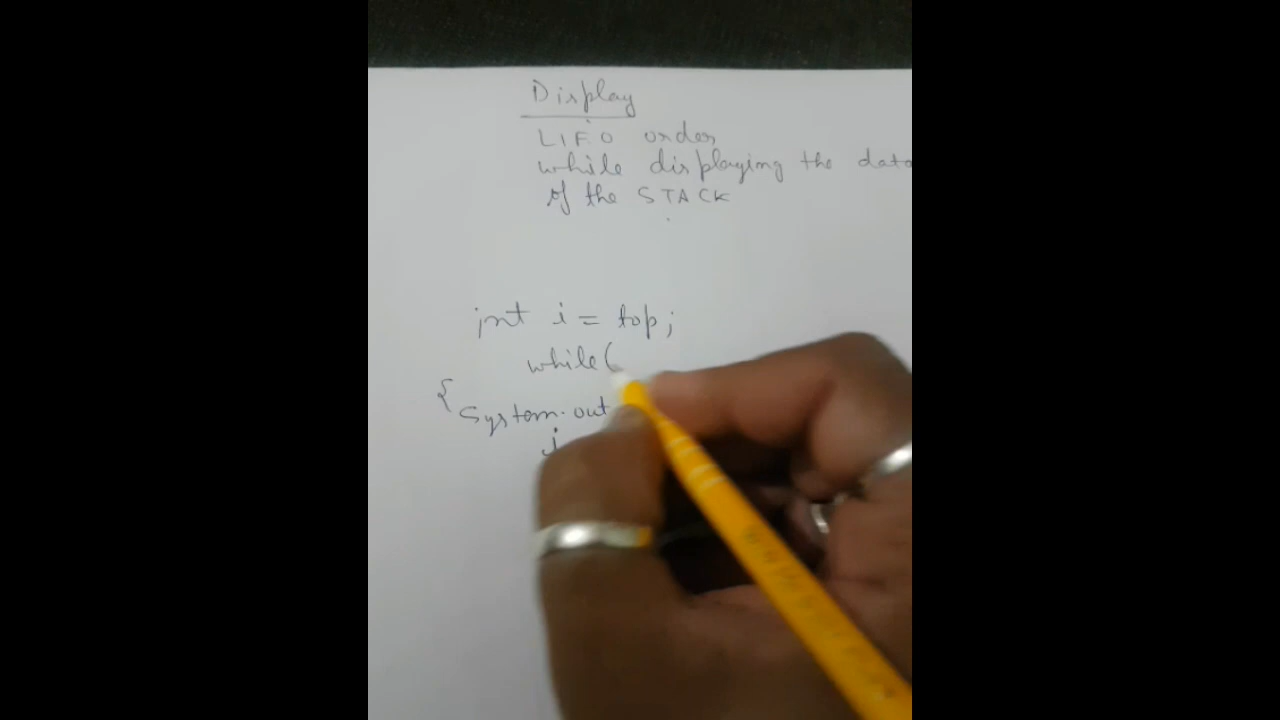 Display
LIFO order
while displaying the data
of the STACK
int i = top;
while(
{
System.out
i